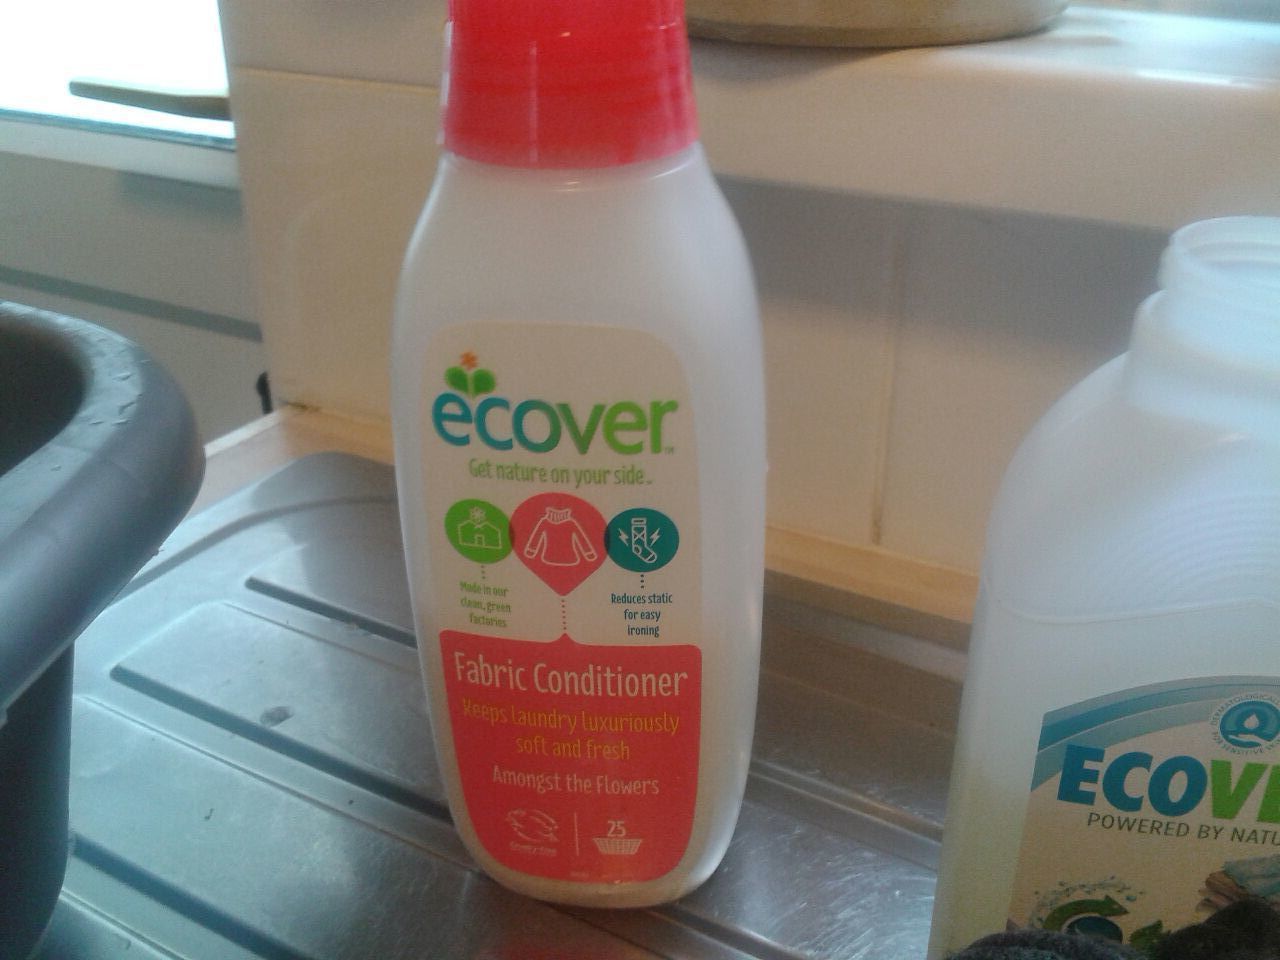 ecover
Get nature on your side
Made in our
clean, green
factories
Reduces static
for easy
ironing
Fabric Conditioner
Keeps laundry luxuriously
soft and fresh
Amongst the Flowers
25
ECOVE
POWERED BY NATU